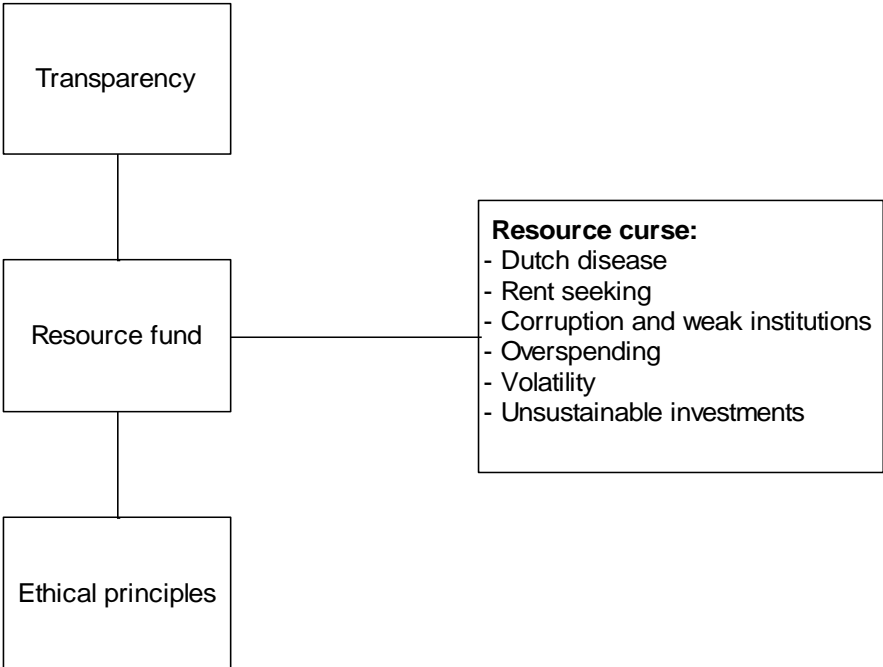 Transparency
Resource fund
Ethical principles
Resource curse:
- Dutch disease
- Rent seeking
- Corruption and weak institutions
- Overspending
- Volatility
- Unsustainable investments